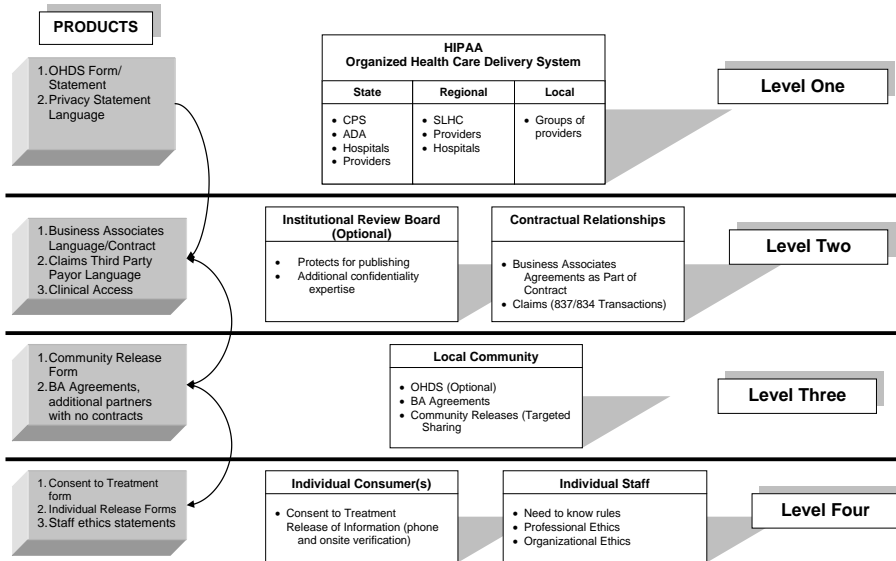 PRODUCTS
1.OHDS Form/
Statement
2. Privacy Statement
Language
HIPAA
Organized Health Care Delivery System
State
• CPS
• ADA
• Hospitals
• Providers
Regional
• SLHC
• Providers
• Hospitals
Local
• Groups of
providers
Level One
1.Business Associates
Language/Contract
2.Claims Third Party
Payor Language
3.Clinical Access
Institutional Review Board
(Optional)
• Protects for publishing
• Additional confidentiality
expertise
Contractual Relationships
• Business Associates
Agreements as Part of
Contract
• Claims (837/834 Transactions)
Level Two
1.Community Release
Form
2.BA Agreements,
additional partners
with no contracts
Local Community
• OHDS (Optional)
• BA Agreements
• Community Releases (Targeted
Sharing
Level Three
1.Consent to Treatment
form
2. Individual Release Forms
3. Staff ethics statements
Individual Consumer(s)
• Consent to Treatment
Release of Information (phone
and onsite verification)
Individual Staff
• Need to know rules
• Professional Ethics
• Organizational Ethics
Level Four